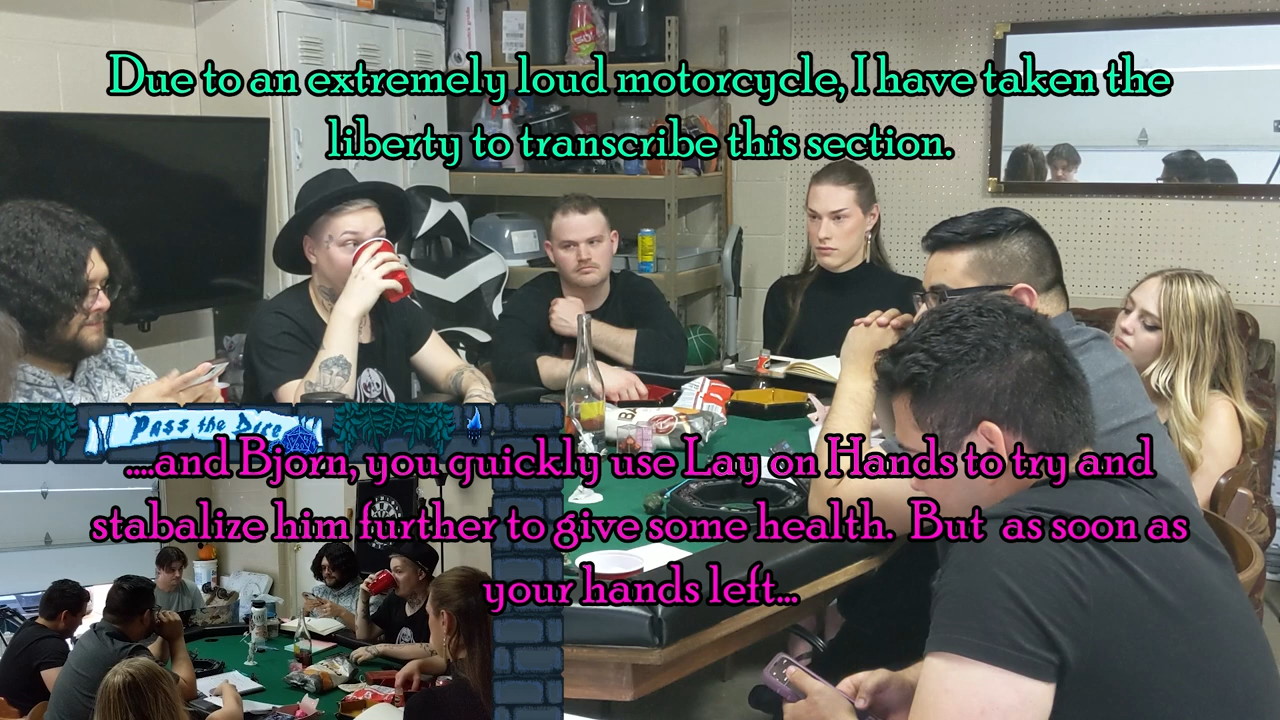 Due to an extremely loud motorcycle, I have taken the
liberty to transcribe this section.
Pass the Dice
....and Bjorn, you quickly use Lay on Hands to try and
stabalize him further to give some health. But as soon as
your hands left...